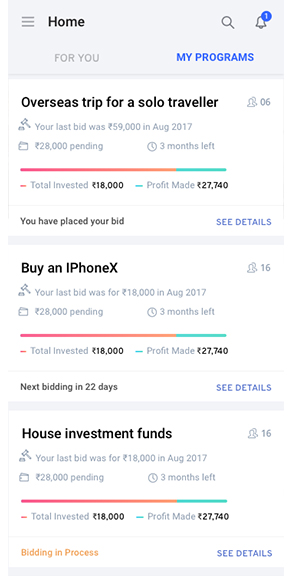 Home
1
FOR YOU
MY PROGRAMS
Overseas trip for a solo traveller
06
Your last bid was ₹59,000 in Aug 2017
₹28,000 pending
3 months left
Total Invested ₹18,000
Profit Made ₹27,740
You have placed your bid
SEE DETAILS
Buy an IPhoneX
16
Your last bid was for ₹18,000 in Aug 2017
₹28,000 pending
3 months left
Total Invested ₹18,000
Profit Made ₹27,740
Next bidding in 22 days
SEE DETAILS
House investment funds
16
Your last bid was for ₹18,000 in Aug 2017
₹28,000 pending
3 months left
Total Invested ₹18,000
Profit Made ₹27,740
Bidding in Process
SEE DETAILS